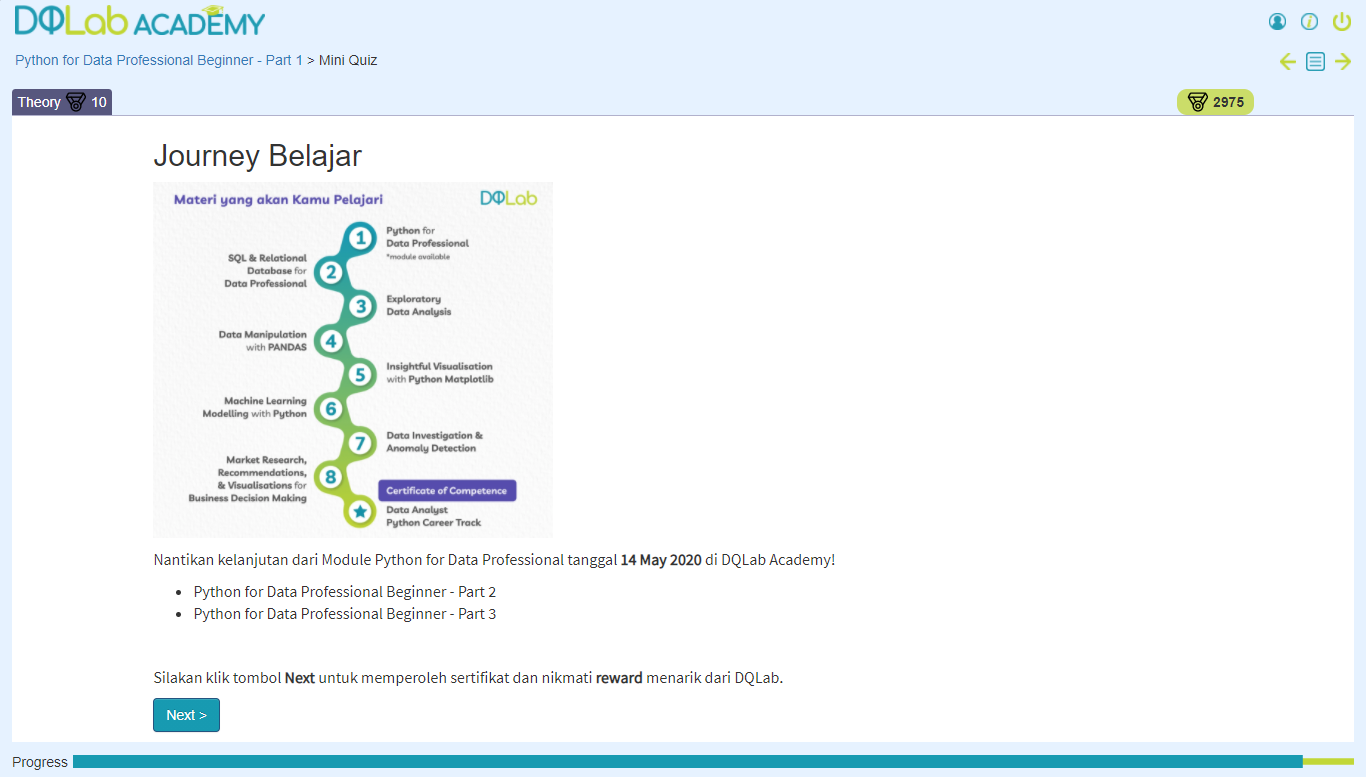 DQLab ACADEMY
Python for Data Professional Beginner - Part 1 > Mini Quiz
Theory 10
2975
Journey Belajar
Materi yang akan Kamu Pelajari
DQLab
1
Python for
Data Professional
*module available
SQL & Relational
Database for
Data Professional
2
3
Exploratory
Data Analysis
Data Manipulation
with PANDAS
4
5
Insightful Visualisation
with Python Matplotlib
Machine Learning
Modelling with Python
6
7
Data Investigation &
Anomaly Detection
Market Research,
Recommendations,
& Visualisations for
Business Decision Making
8
Certificate of Competence
Data Analyst
Python Career Track
Nantikan kelanjutan dari Module Python for Data Professional tanggal 14 May 2020 di DQLab Academy!
• Python for Data Professional Beginner - Part 2
• Python for Data Professional Beginner - Part 3
Silakan klik tombol Next untuk memperoleh sertifikat dan nikmati reward menarik dari DQLab.
Next >
Progress